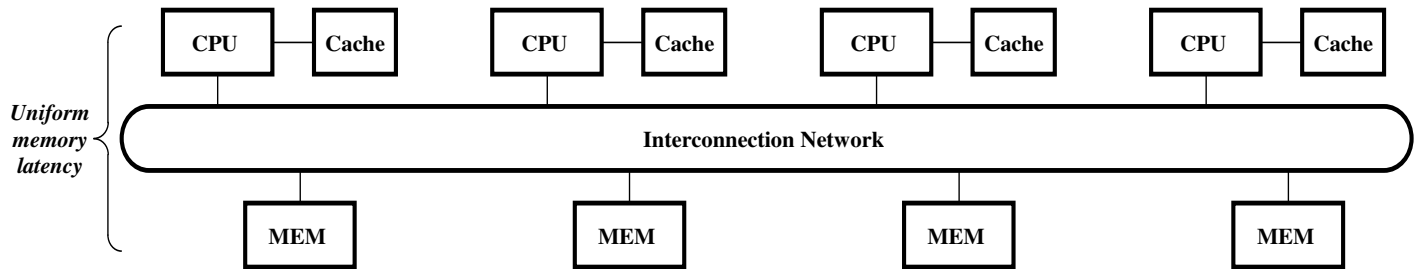 CPU
Cache
CPU
Cache
CPU
Cache
CPU
Cache
Uniform
memory
latency
Interconnection Network
MEM
MEM
MEM
MEM